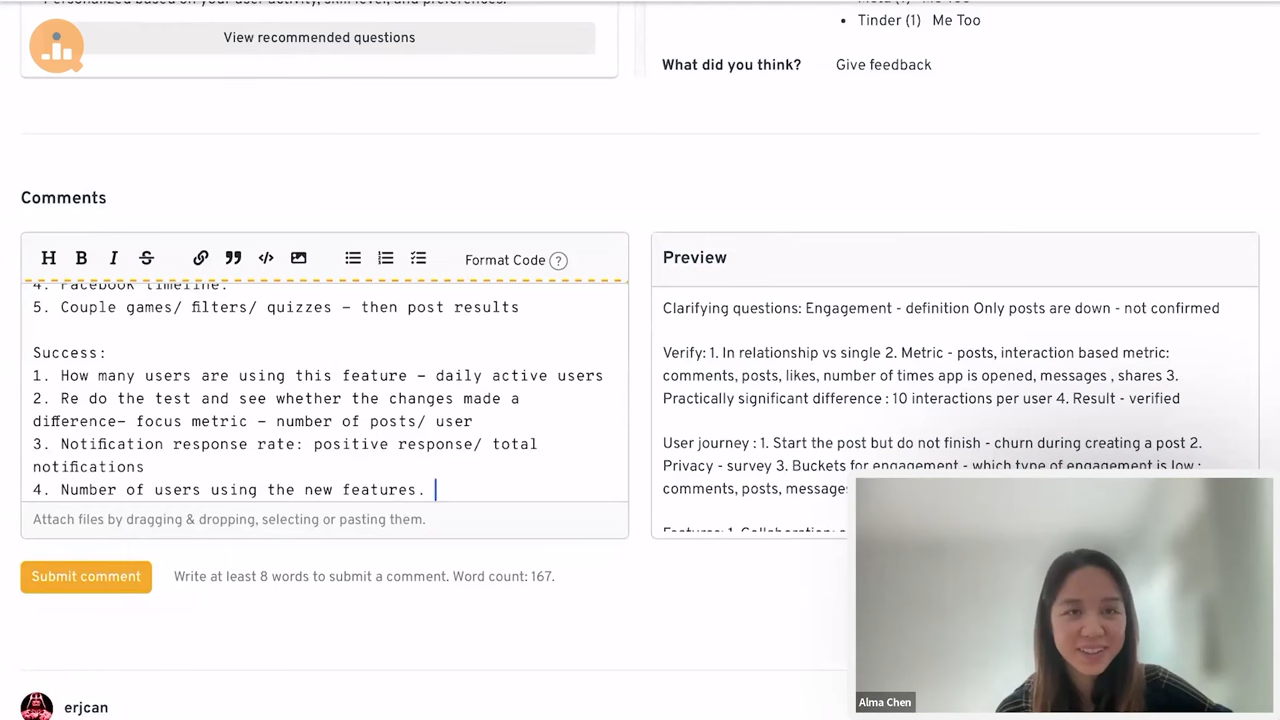 View recommended questions
Tinder (1) Me Too
What did you think? Give feedback
Comments
H B I S Format Code ?
5. Couple games/ filters/ quizzes - then post results
Success:
1. How many users are using this feature - daily active users
2. Re do the test and see whether the changes made a
difference- focus metric - number of posts/ user
3. Notification response rate: positive response/ total
notifications
4. Number of users using the new features.
Attach files by dragging & dropping, selecting or pasting them.
Preview
Clarifying questions: Engagement - definition Only posts are down - not confirmed
Verify: 1. In relationship vs single 2. Metric - posts, interaction based metric:
comments, posts, likes, number of times app is opened, messages , shares 3.
Practically significant difference : 10 interactions per user 4. Result - verified
User journey : 1. Start the post but do not finish - churn during creating a post 2.
Privacy - survey 3. Buckets for engagement - which type of engagement is low :
comments, posts, messages
Submit comment Write at least 8 words to submit a comment. Word count: 167.
Alma Chen
erjcan